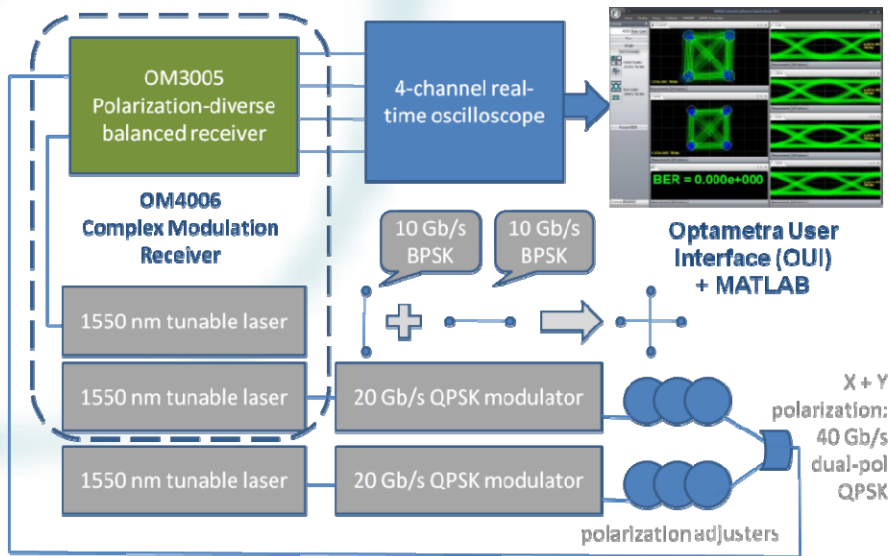 OM3005
Polarization-diverse
balanced receiver
4-channel real-
time oscilloscope
BER = 0.000e+000
OM4006
Complex Modulation
Receiver
Optametra User
Interface (OUI)
+ MATLAB
10 Gb/s
BPSK
10 Gb/s
BPSK
1550 nm tunable laser
1550 nm tunable laser
20 Gb/s QPSK modulator
1550 nm tunable laser
20 Gb/s QPSK modulator
X + Y
polarization:
40 Gb/s
dual-pol
QPSK
polarization adjusters